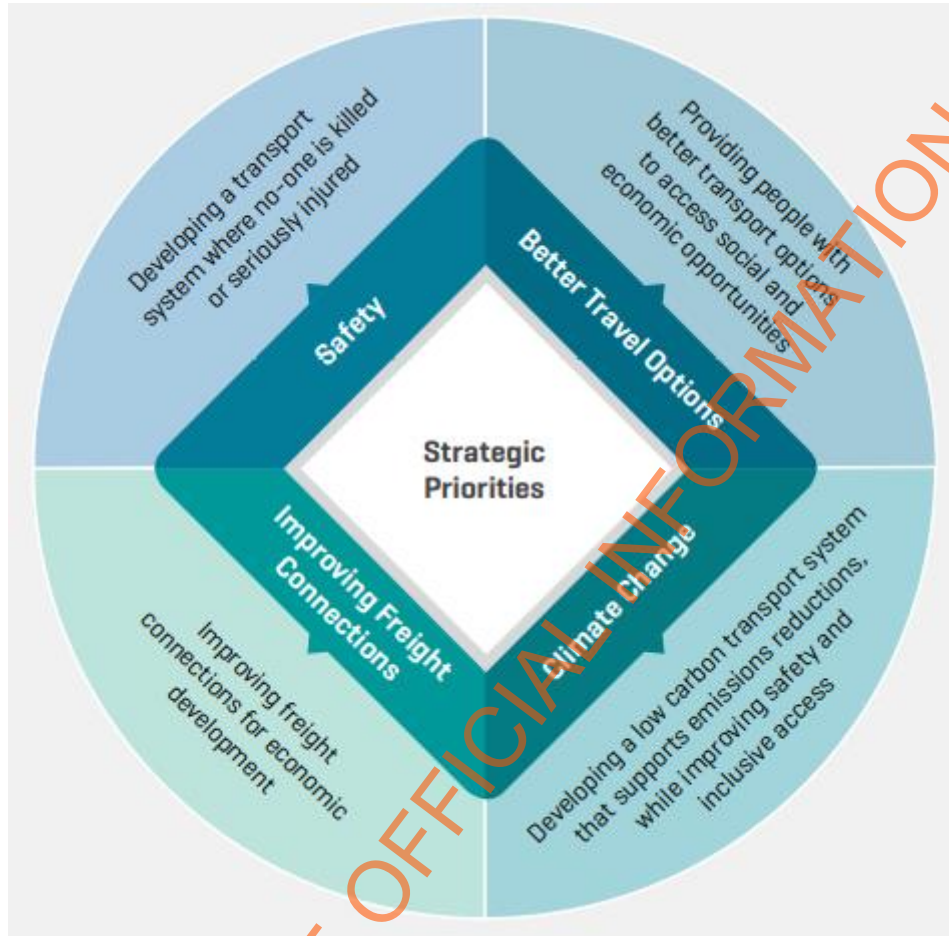 Developing a transport
system where no-one is killed
or seriously injured
Safety
Providing people with
better transport options
to access social and
economic opportunities
Better Travel Options
Strategic
Priorities
Improving Freight
Connections
Improving freight
connections for economic
development
Climate Change
Developing a low carbon transport system
that supports emissions reductions,
while improving safety and
inclusive access
OFFICIAL INFORMATION